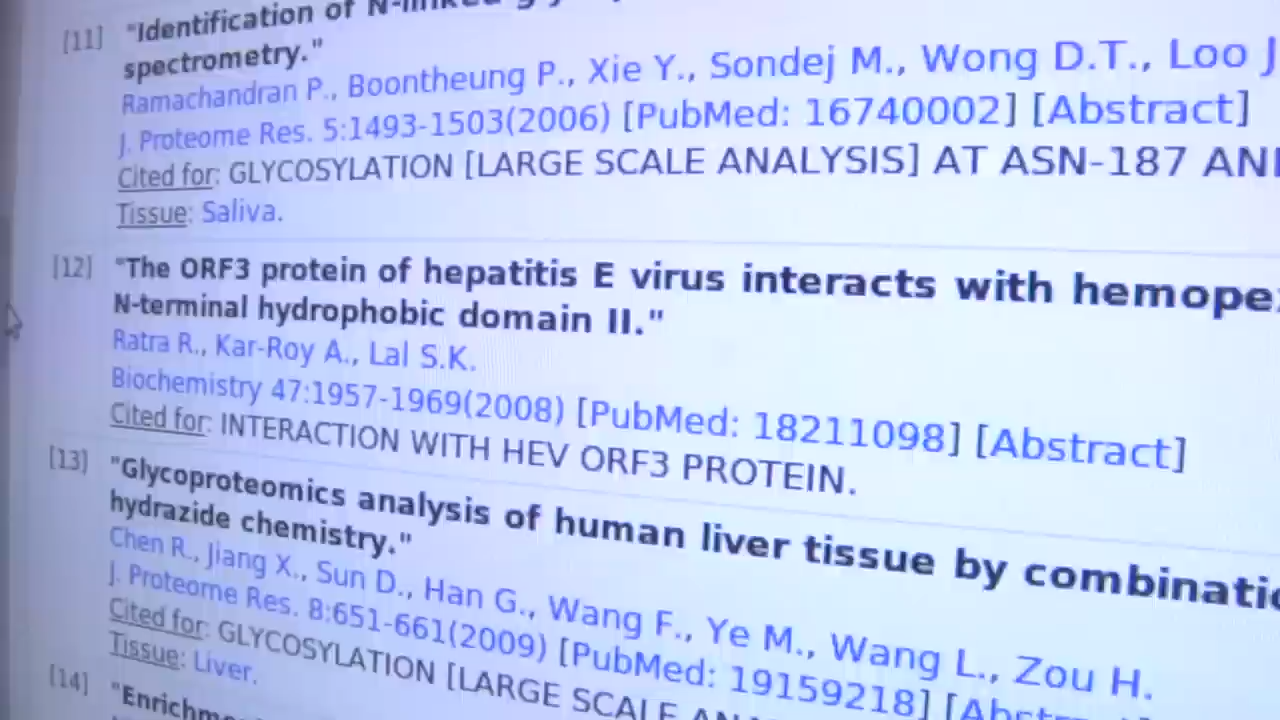 [11] "Identification of N-linked
spectrometry."
Ramachandran P., Boontheung P., Xie Y., Sondej M., Wong D.T., Loo J
J. Proteome Res. 5:1493-1503(2006) [PubMed: 16740002] [Abstract]
Cited for: GLYCOSYLATION [LARGE SCALE ANALYSIS] AT ASN-187 AN
Tissue: Saliva.
[12] "The ORF3 protein of hepatitis E virus interacts with hemope
N-terminal hydrophobic domain II."
Ratra R., Kar-Roy A., Lal S.K.
Biochemistry 47:1957-1969(2008) [PubMed: 18211098] [Abstract]
Cited for: INTERACTION WITH HEV ORF3 PROTEIN.
[13] "Glycoproteomics analysis of human liver tissue by combinatio
hydrazide chemistry."
Chen R., Jiang X., Sun D., Han G., Wang F., Ye M., Wang L., Zou H.
J. Proteome Res. 8:651-661(2009) [PubMed: 19159218] [Abstr
Cited for: GLYCOSYLATION [LARGE SCALE ANA
Tissue: Liver.
[14] "Enrichm